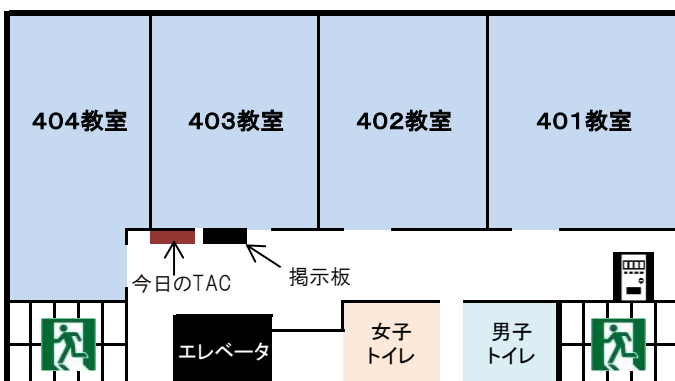 404教室
403教室
402教室
401教室
今日のTAC
掲示板
エレベータ
女子
トイレ
男子
トイレ